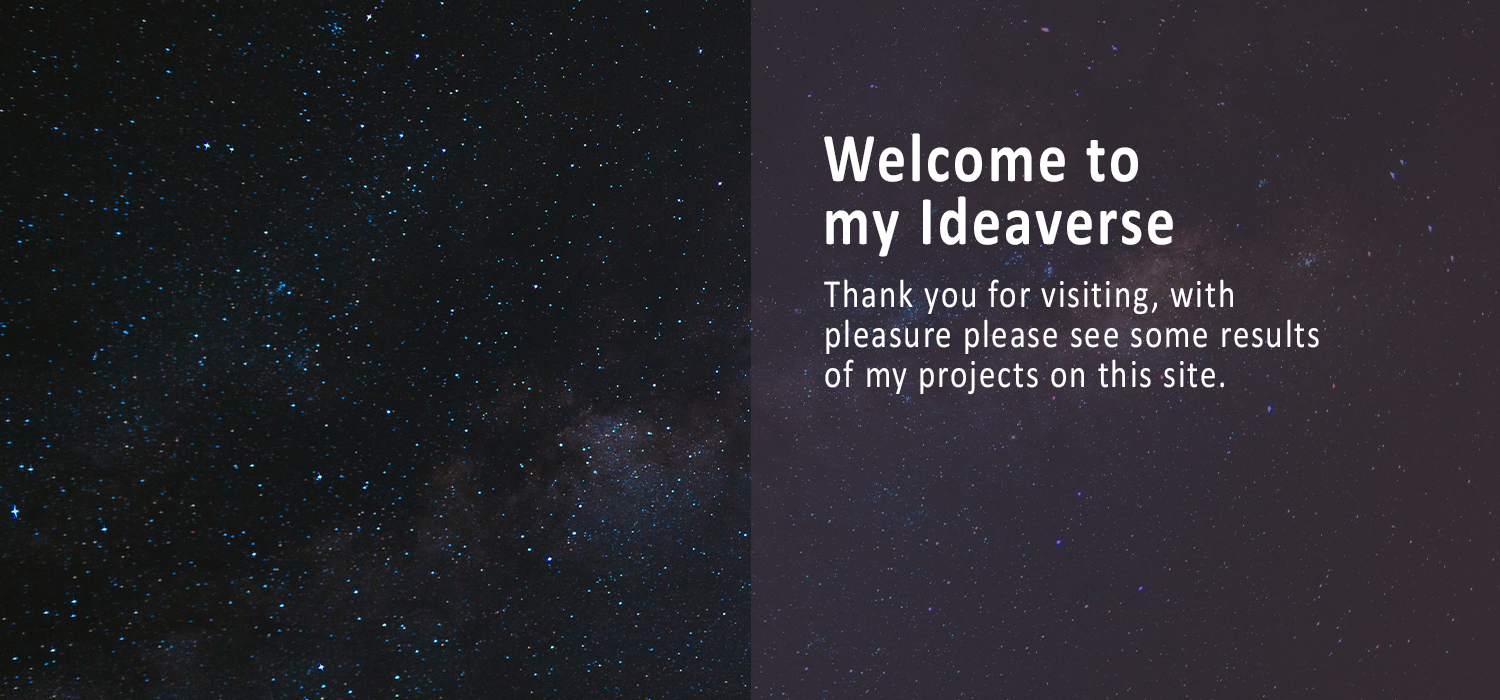 Welcome to
my Ideaverse
Thank you for visiting, with
pleasure please see some results
of my projects on this site.